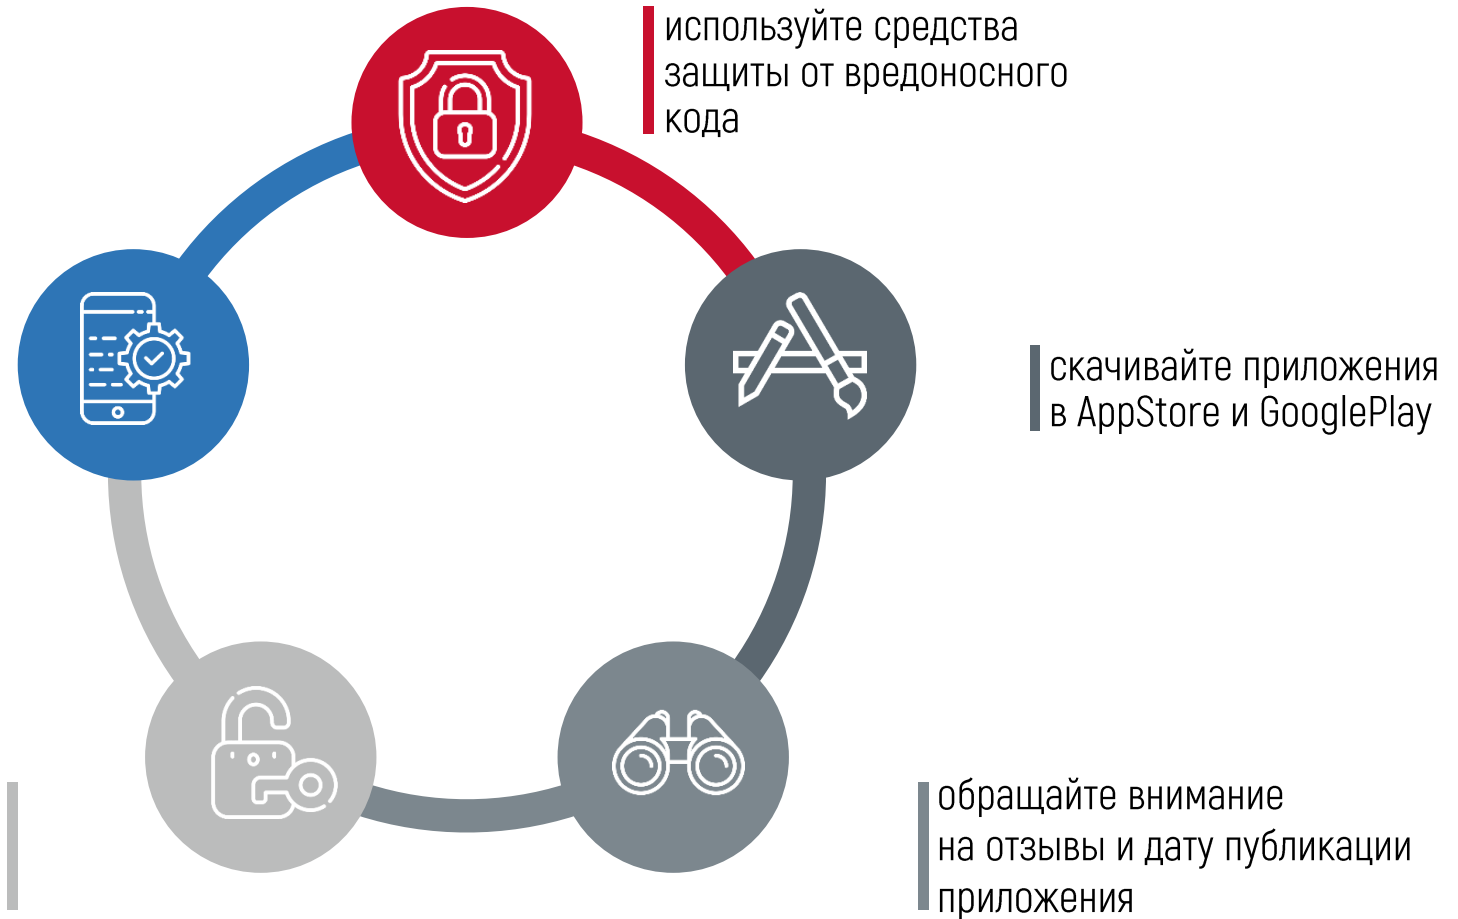 используйте средства
защиты от вредоносного
кода
скачивайте приложения
в AppStore и GooglePlay
обращайте внимание
на отзывы и дату публикации
приложения